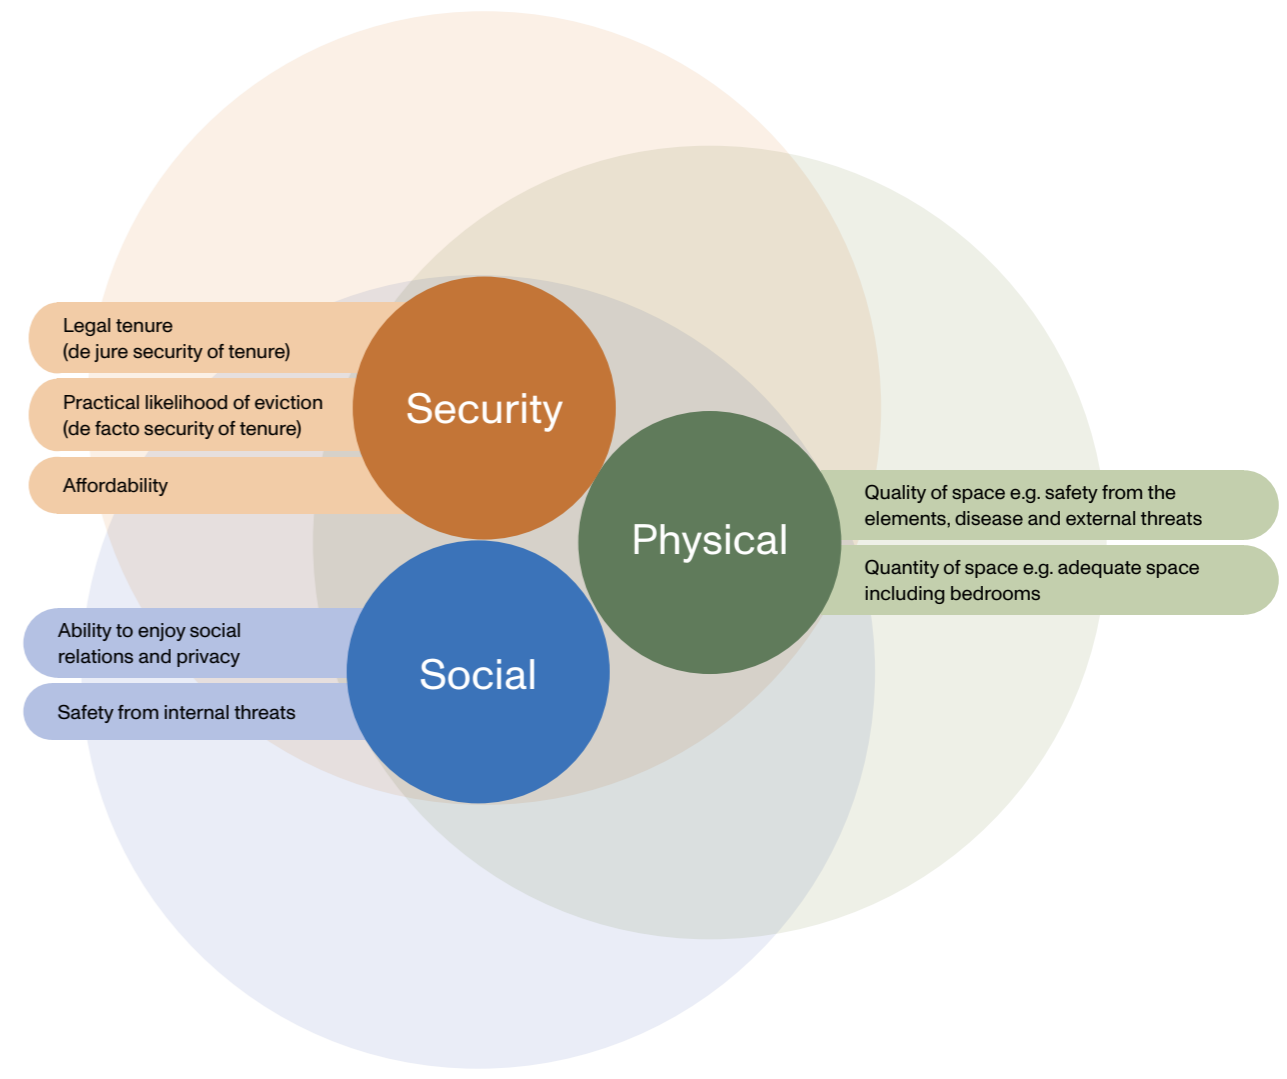 Legal tenure
(de jure security of tenure)
Practical likelihood of eviction
(de facto security of tenure)
Affordability
Security
Physical
Quality of space e.g. safety from the
elements, disease and external threats
Quantity of space e.g. adequate space
including bedrooms
Ability to enjoy social
relations and privacy
Safety from internal threats
Social